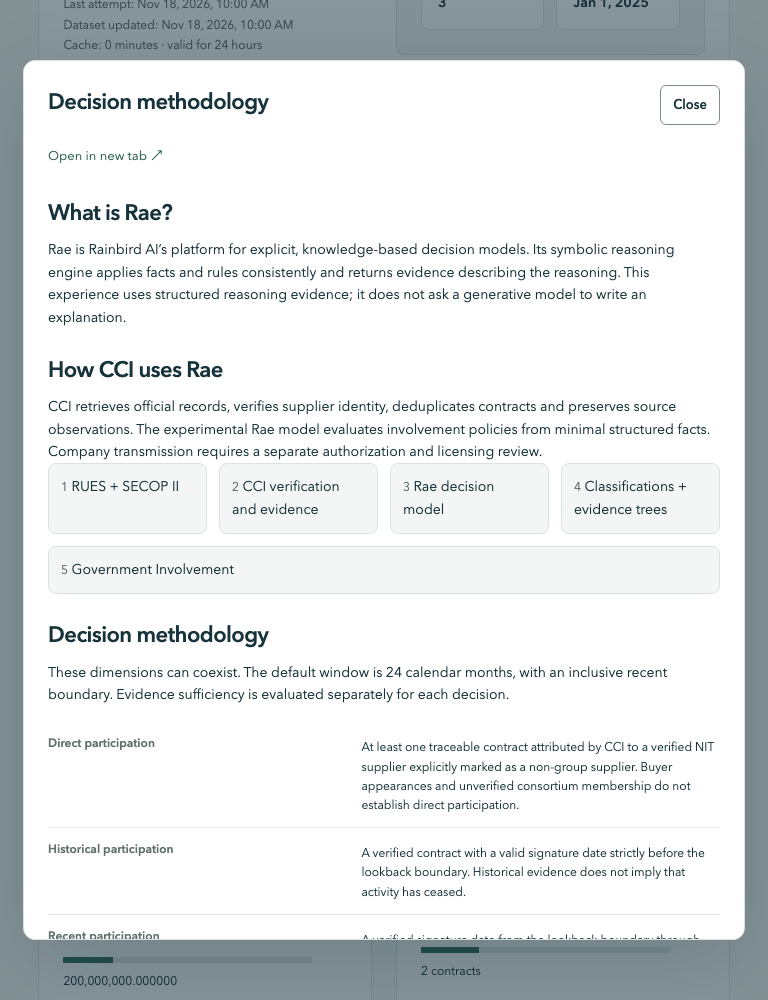 Last attempt: Nov 18, 2026, 10:00 AM
Dataset updated: Nov 18, 2026, 10:00 AM
Cache: 0 minutes · valid for 24 hours
3
Jan 1, 2025
Decision methodology
Close
Open in new tab ↗
What is Rae?
Rae is Rainbird AI’s platform for explicit, knowledge-based decision models. Its symbolic reasoning
engine applies facts and rules consistently and returns evidence describing the reasoning. This
experience uses structured reasoning evidence; it does not ask a generative model to write an
explanation.
How CCI uses Rae
CCI retrieves official records, verifies supplier identity, deduplicates contracts and preserves source
observations. The experimental Rae model evaluates involvement policies from minimal structured facts.
Company transmission requires a separate authorization and licensing review.
1 RUES + SECOP II
2 CCI verification
and evidence
3 Rae decision
model
4 Classifications +
evidence trees
5 Government Involvement
Decision methodology
These dimensions can coexist. The default window is 24 calendar months, with an inclusive recent
boundary. Evidence sufficiency is evaluated separately for each decision.
Direct participation
At least one traceable contract attributed by CCI to a verified NIT
supplier explicitly marked as a non-group supplier. Buyer
appearances and unverified consortium membership do not
establish direct participation.
Historical participation
A verified contract with a valid signature date strictly before the
lookback boundary. Historical evidence does not imply that
activity has ceased.
Recent participation
A verified signature date from the lookback boundary through
200,000,000.000000
2 contracts